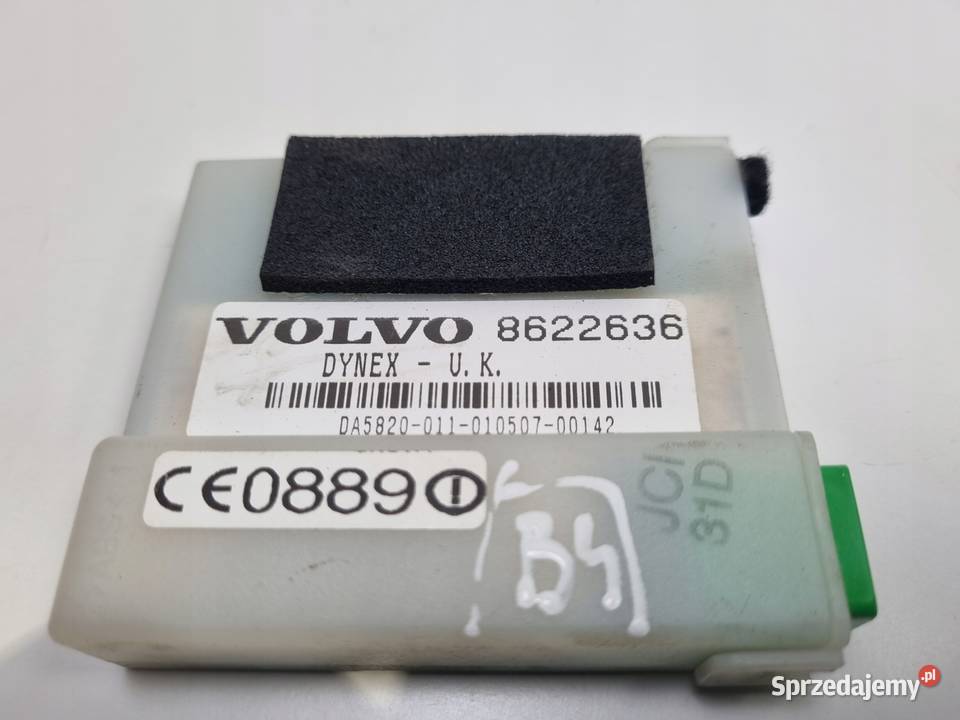 VOLVO 8622636
DYNEX - U.K.
DA5820-011-010507-00142
CE0889
B4
JCI
31D
Sprzedajemy.pl